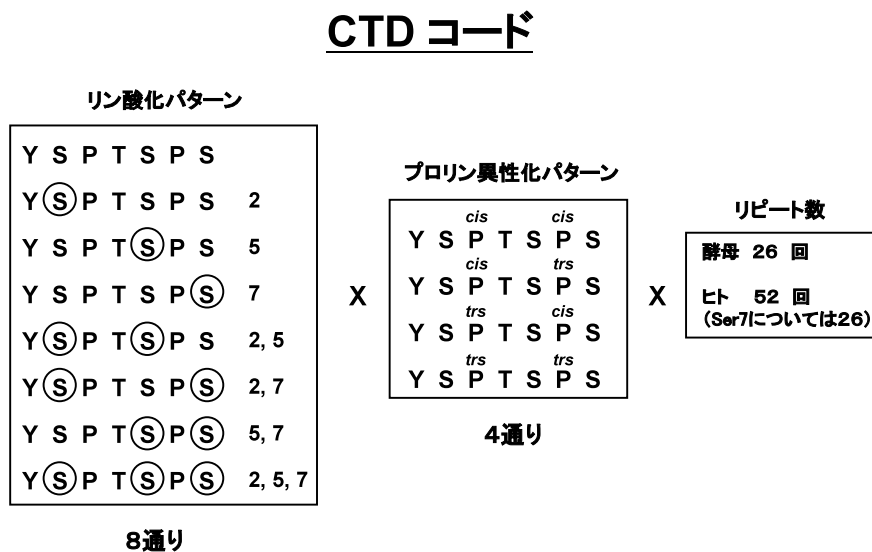 CTD コード
リン酸化パターン
Y S P T S P S
Y S P T S P S 2
Y S P T S P S 5
Y S P T S P S 7
Y S P T S P S 2, 5
Y S P T S P S 2, 7
Y S P T S P S 5, 7
Y S P T S P S 2, 5, 7
8通り
X
プロリン異性化パターン
cis cis
Y S P T S P S
cis trs
Y S P T S P S
trs cis
Y S P T S P S
trs trs
Y S P T S P S
4通り
X
リピート数
酵母 26 回
ヒト 52 回
(Ser7については26)